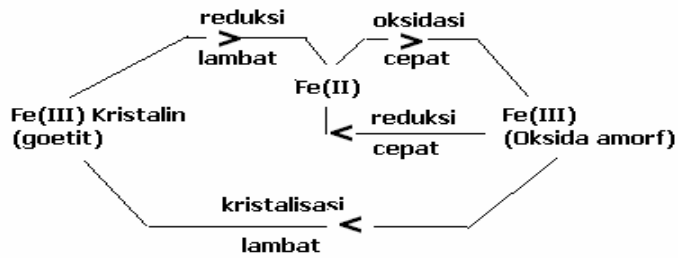 reduksi
lambat
oksidasi
cepat
Fe(II)
Fe(III) Kristalin
(goetit)
reduksi
cepat
Fe(III)
(Oksida amorf)
kristalisasi
lambat